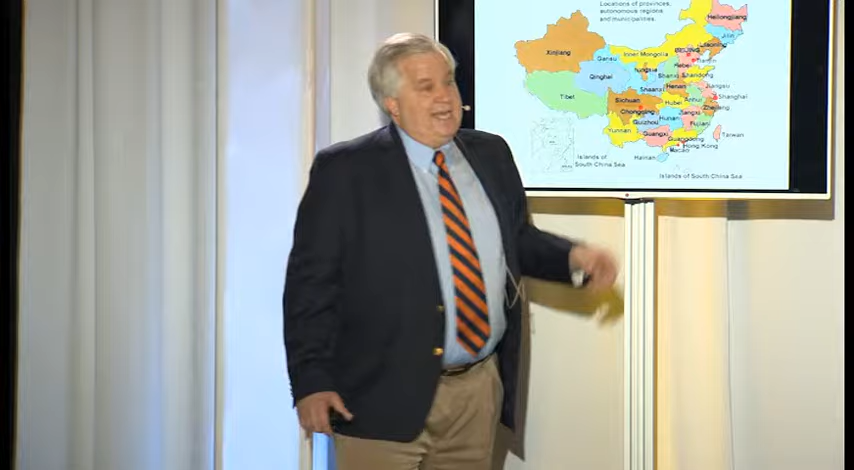 Locations of provinces,
autonomous regions,
and municipalities.
Heilongjiang
Jilin
Liaoning
Xinjiang
Inner Mongolia
Beijing
Gansu
Tianjin
Hebei
Ningxia
Shanxi
Shandong
Qinghai
Shaanxi
Henan
Jiangsu
Tibet
Sichuan
Hubei
Anhui
Shanghai
Chongqing
Zhejiang
Hunan
Jiangxi
Guizhou
Fujian
Yunnan
Guangxi
Guangdong
Taiwan
Hong Kong
Macao
Hainan
Islands of
South China Sea
Islands of South China Sea